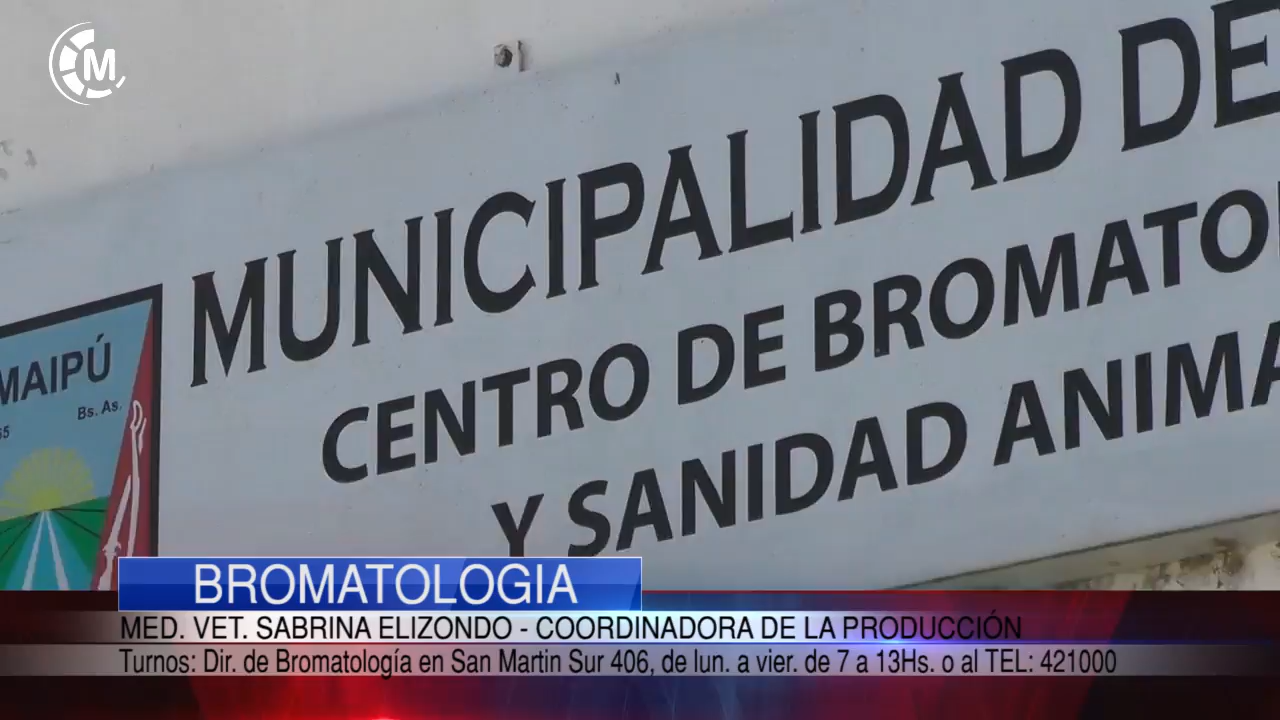 M
MUNICIPALIDAD DE
CENTRO DE BROMATO
Y SANIDAD ANIMA
MAIPÚ
Bs. As.
BROMATOLOGIA
MED. VET. SABRINA ELIZONDO - COORDINADORA DE LA PRODUCCIÓN
Turnos: Dir. de Bromatología en San Martin Sur 406, de lun. a vier. de 7 a 13Hs. o al TEL: 421000